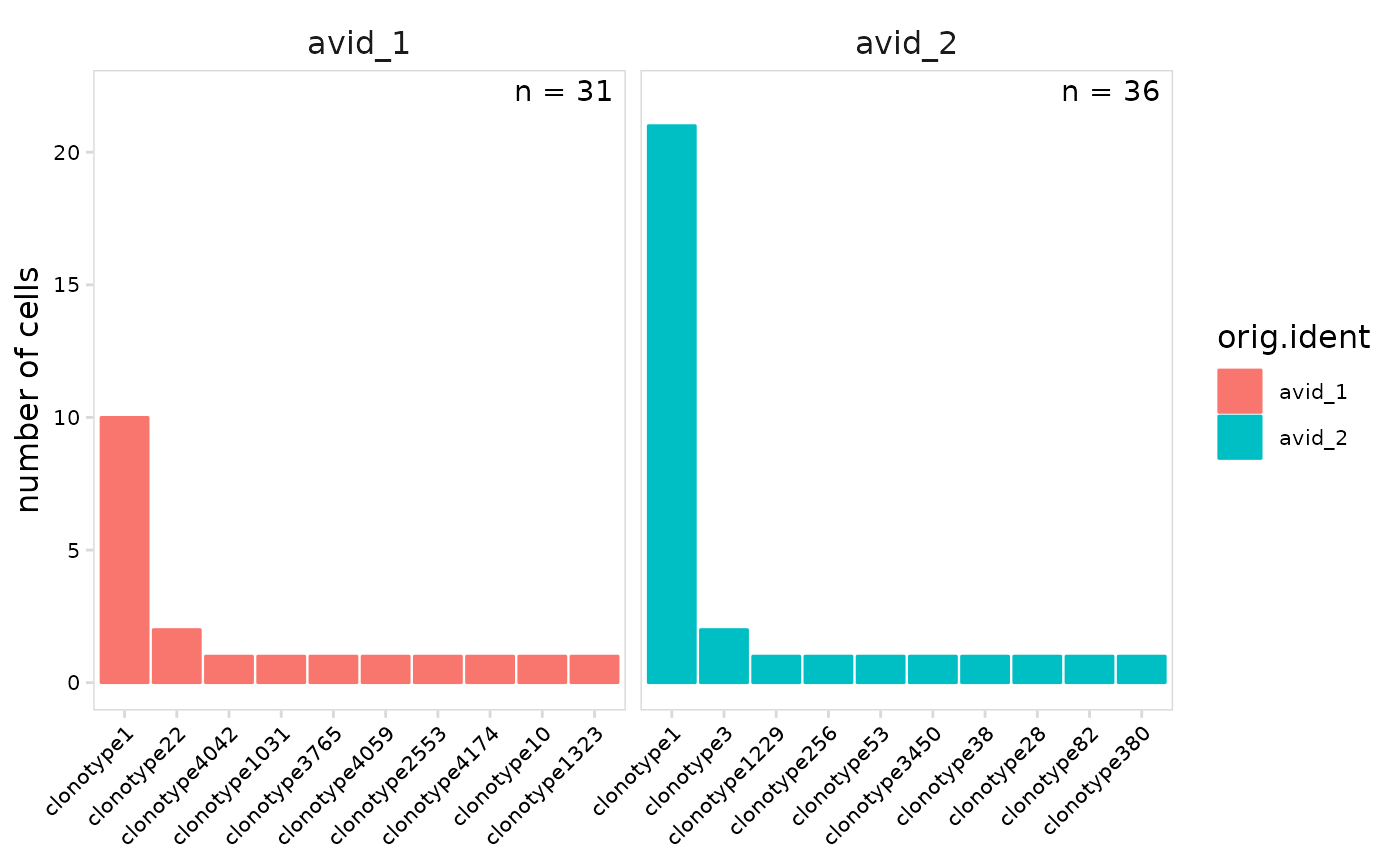 avid_1
avid_2
n = 31
n = 36
number of cells
20
15
10
5
0
clonotype1
clonotype22
clonotype4042
clonotype1031
clonotype3765
clonotype4059
clonotype2553
clonotype4174
clonotype10
clonotype1323
clonotype1
clonotype3
clonotype1229
clonotype256
clonotype53
clonotype3450
clonotype38
clonotype28
clonotype82
clonotype380
orig.ident
avid_1
avid_2